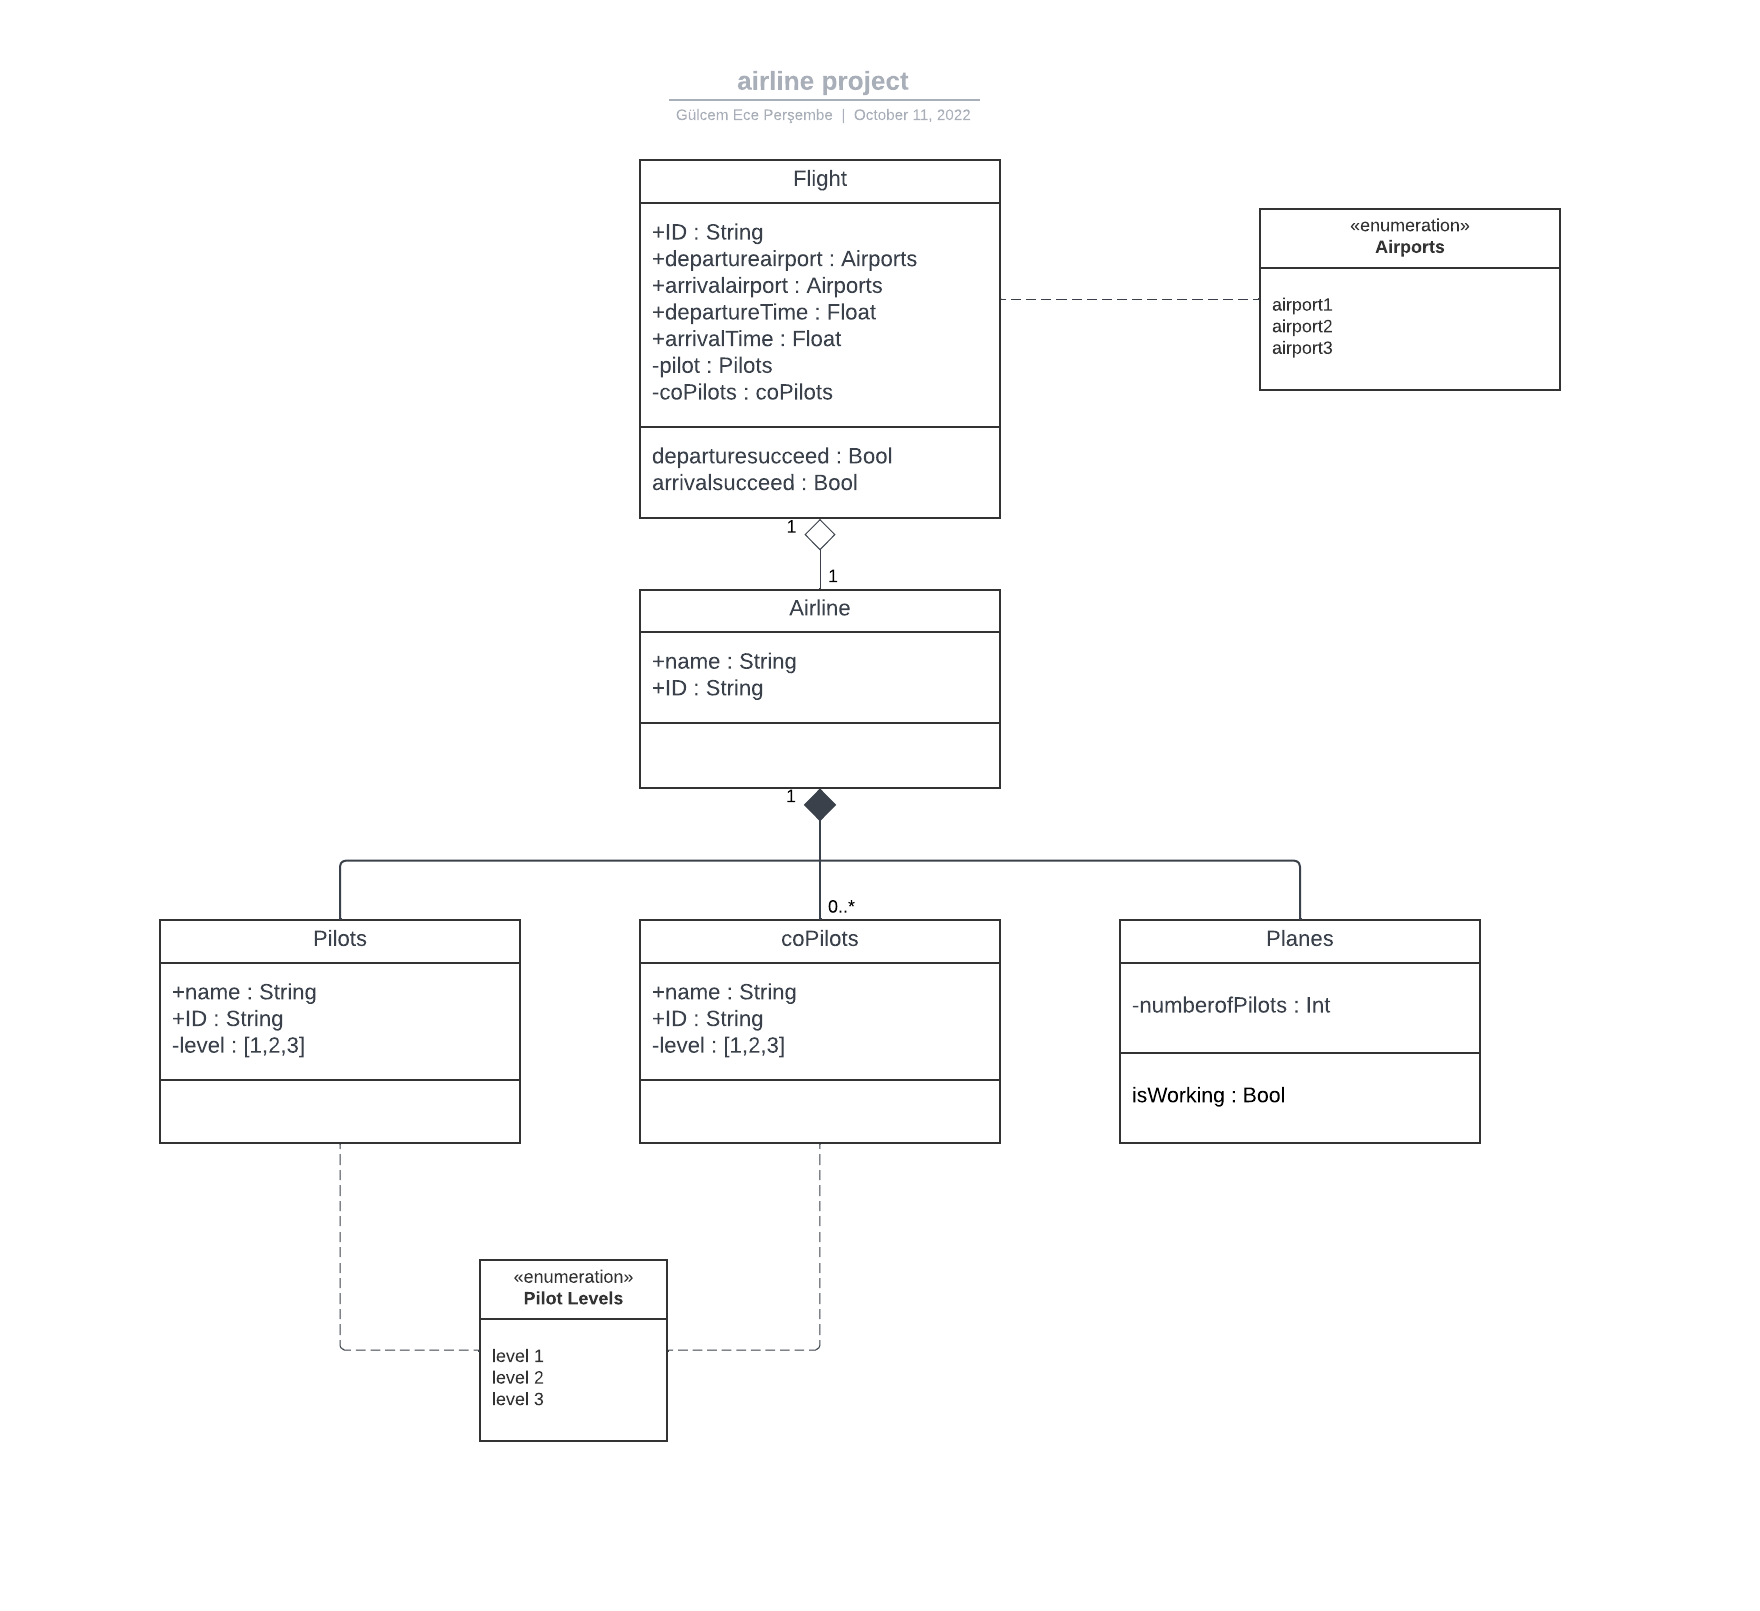 airline project
Gülcem Ece Perşembe | October 11, 2022
Flight
+ID : String
+departureairport : Airports
+arrivalairport : Airports
+departureTime : Float
+arrivalTime : Float
-pilot : Pilots
-coPilots : coPilots
departuresucceed : Bool
arrivalsucceed : Bool
«enumeration»
Airports
airport1
airport2
airport3
1
1
Airline
+name : String
+ID : String
1
0..*
Pilots
+name : String
+ID : String
-level : [1,2,3]
coPilots
+name : String
+ID : String
-level : [1,2,3]
Planes
-numberofPilots : Int
isWorking : Bool
«enumeration»
Pilot Levels
level 1
level 2
level 3